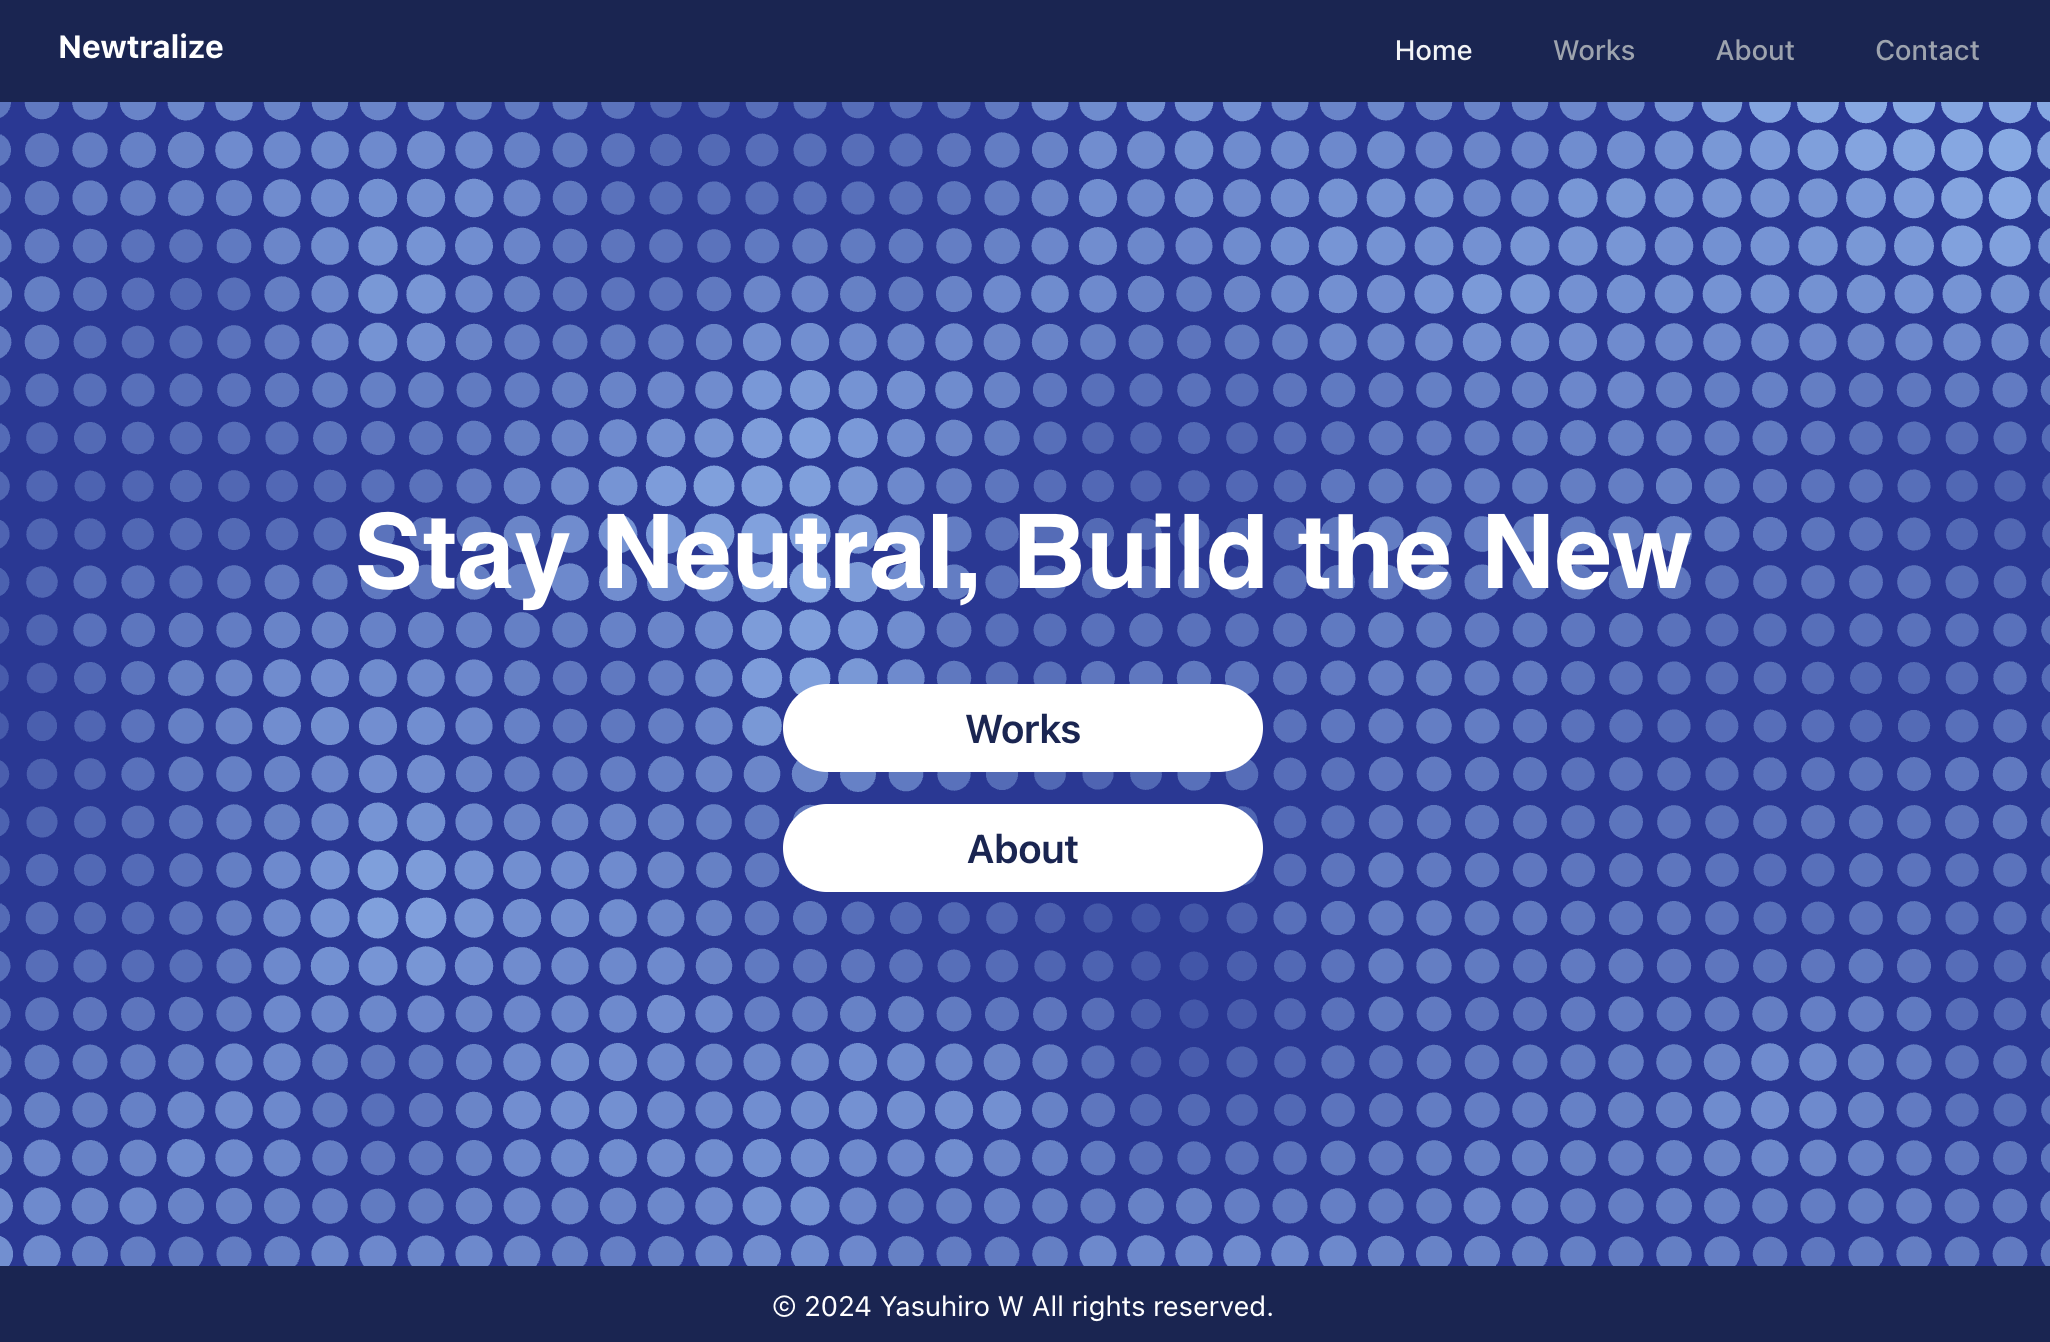 Newtralize
Home Works About Contact
Stay Neutral, Build the New
Works
About
© 2024 Yasuhiro W All rights reserved.